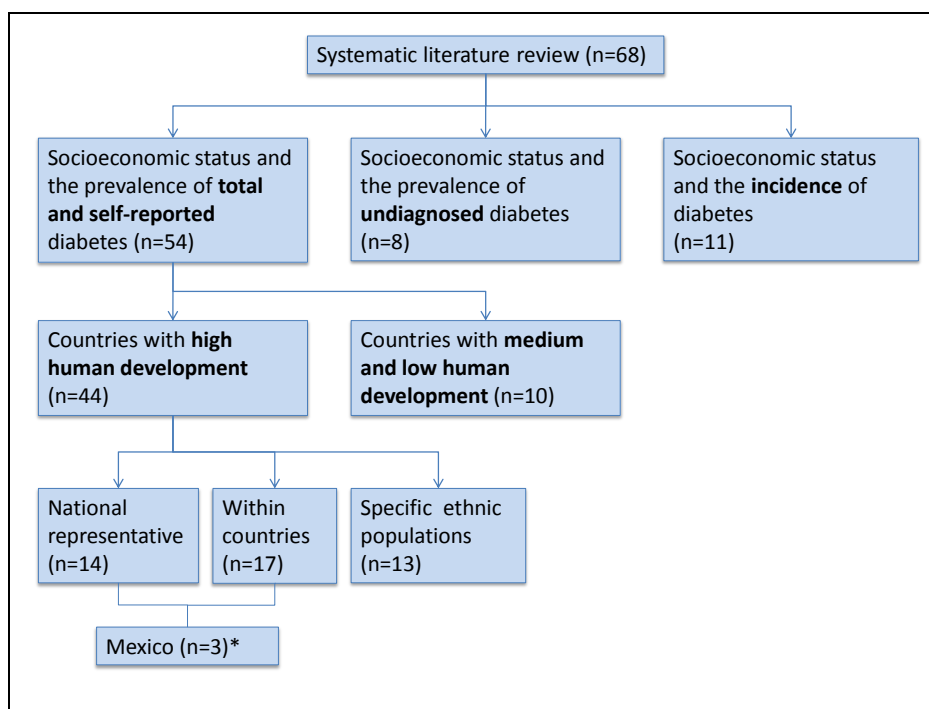 Systematic literature review (n=68)
Socioeconomic status and
the prevalence of total
and self-reported
diabetes (n=54)
Socioeconomic status and
the prevalence of
undiagnosed diabetes
(n=8)
Socioeconomic status
and the incidence of
diabetes
(n=11)
Countries with high
human development
(n=44)
Countries with medium
and low human
development (n=10)
National
representative
(n=14)
Within
countries
(n=17)
Specific ethnic
populations
(n=13)
Mexico (n=3)*